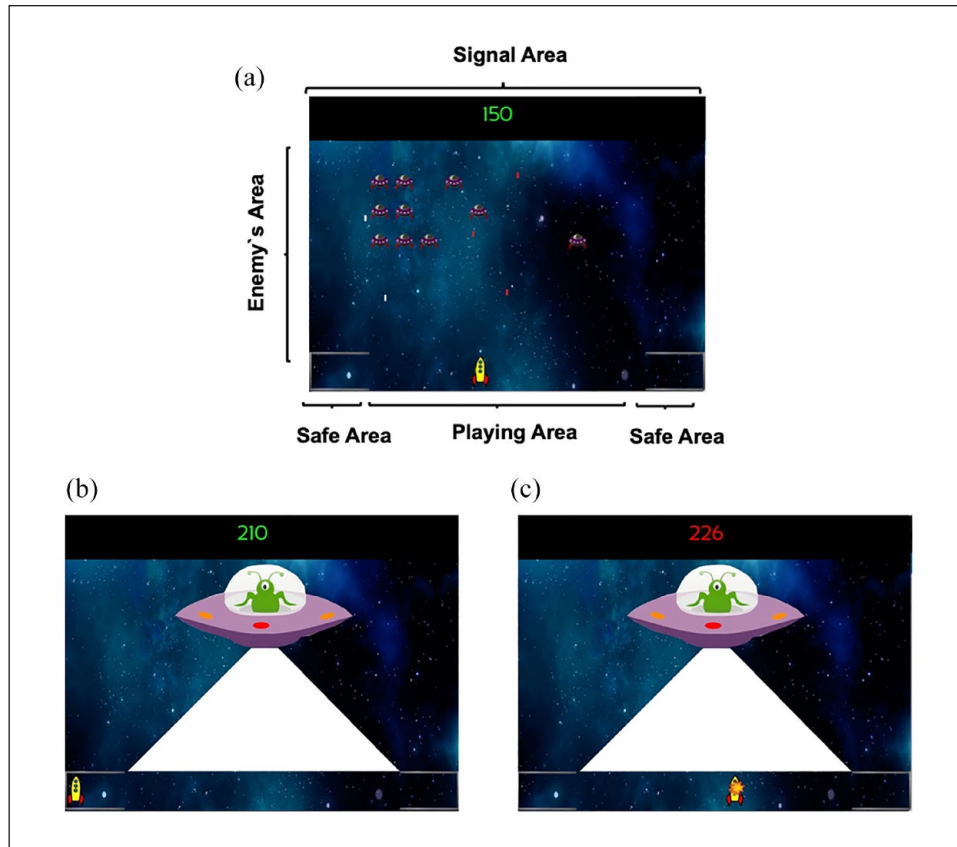 Signal Area
(a)
150
Enemy`s Area
Safe Area
Playing Area
Safe Area
(b)
(c)
210
226